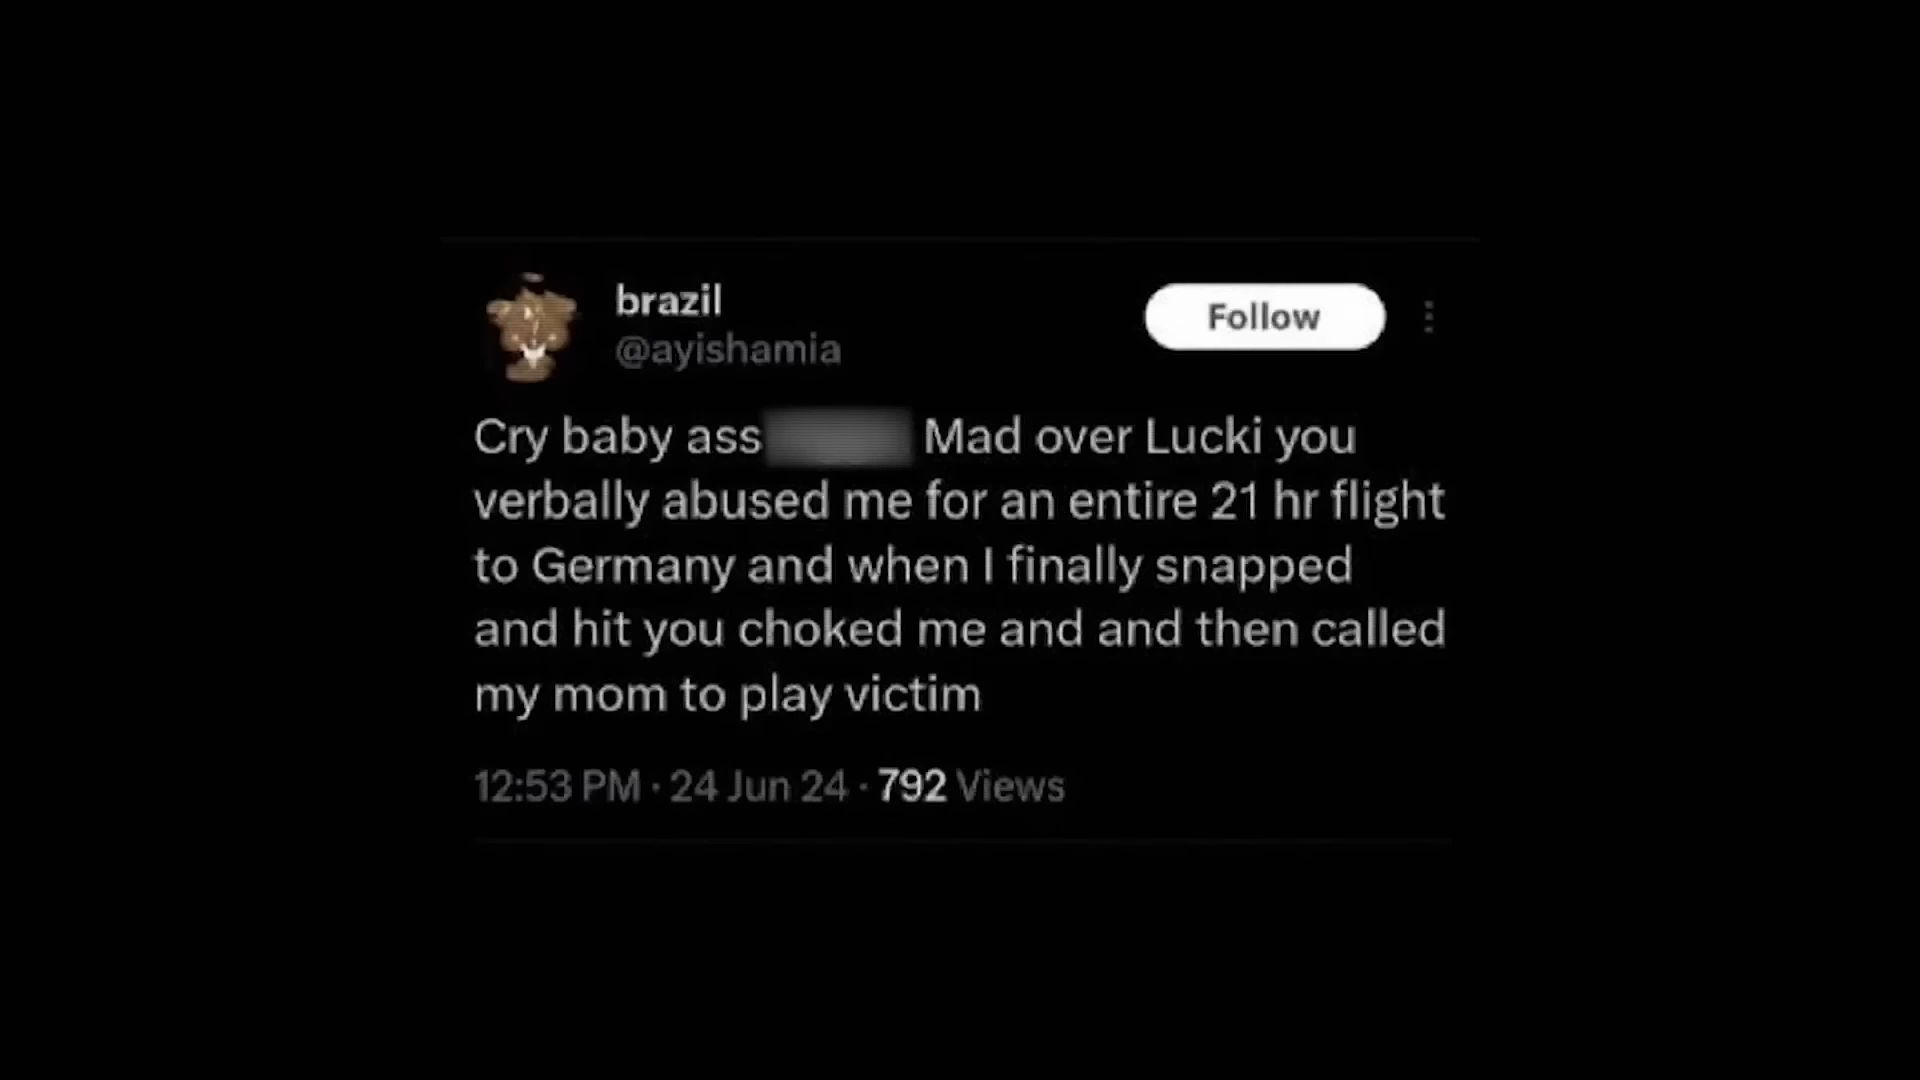 brazil
@ayishamia
Follow
Cry baby ass Mad over Lucki you
verbally abused me for an entire 21 hr flight
to Germany and when I finally snapped
and hit you choked me and and then called
my mom to play victim
12:53 PM · 24 Jun 24 · 792 Views